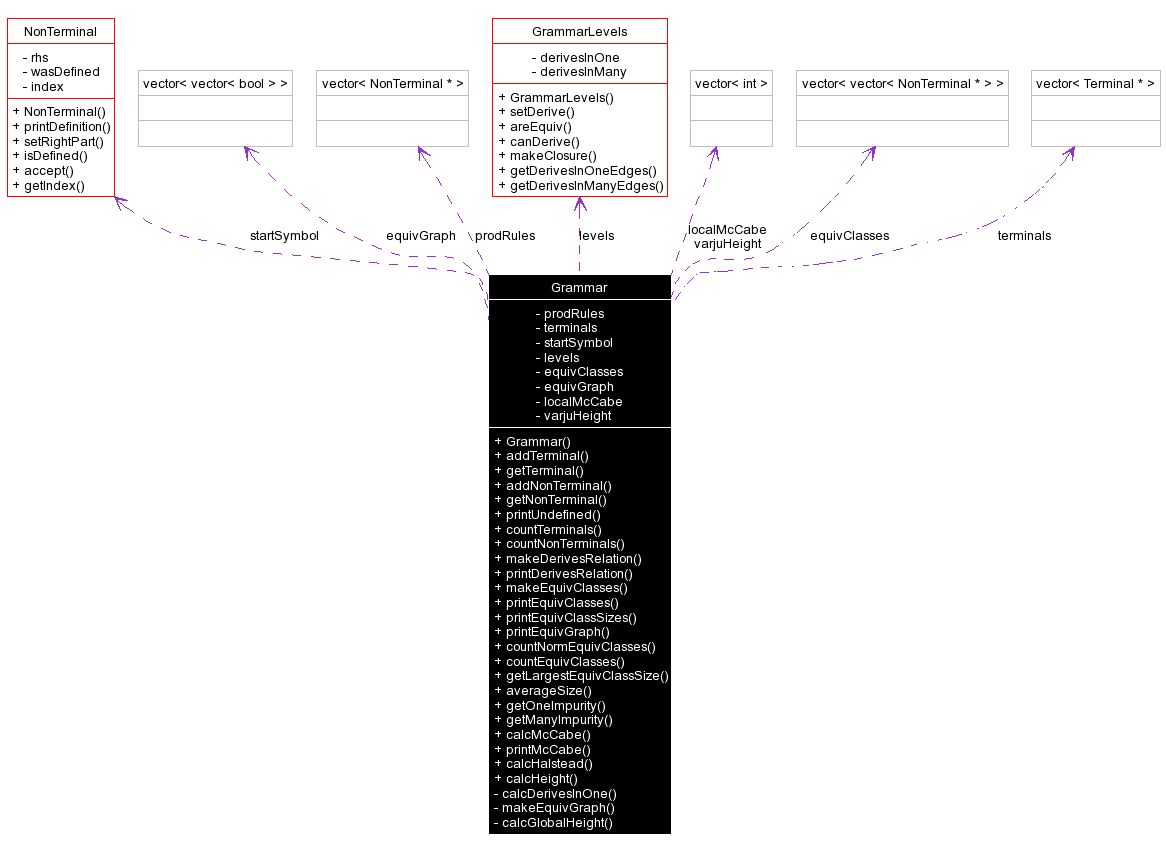 NonTerminal
- rhs
- wasDefined
- index
+ NonTerminal()
+ printDefinition()
+ setRightPart()
+ isDefined()
+ accept()
+ getIndex()
vector< vector< bool > >
vector< NonTerminal * >
GrammarLevels
- derivesInOne
- derivesInMany
+ GrammarLevels()
+ setDerive()
+ areEquiv()
+ canDerive()
+ makeClosure()
+ getDerivesInOneEdges()
+ getDerivesInManyEdges()
vector< int >
vector< vector< NonTerminal * > >
vector< Terminal * >
startSymbol
equivGraph
prodRules
levels
localMcCabe
varjuHeight
equivClasses
terminals
Grammar
- prodRules
- terminals
- startSymbol
- levels
- equivClasses
- equivGraph
- localMcCabe
- varjuHeight
+ Grammar()
+ addTerminal()
+ getTerminal()
+ addNonTerminal()
+ getNonTerminal()
+ printUndefined()
+ countTerminals()
+ countNonTerminals()
+ makeDerivesRelation()
+ printDerivesRelation()
+ makeEquivClasses()
+ printEquivClasses()
+ printEquivClassSizes()
+ printEquivGraph()
+ countNormEquivClasses()
+ countEquivClasses()
+ getLargestEquivClassSize()
+ averageSize()
+ getOneImpurity()
+ getManyImpurity()
+ calcMcCabe()
+ printMcCabe()
+ calcHalstead()
+ calcHeight()
- calcDerivesInOne()
- makeEquivGraph()
- calcGlobalHeight()